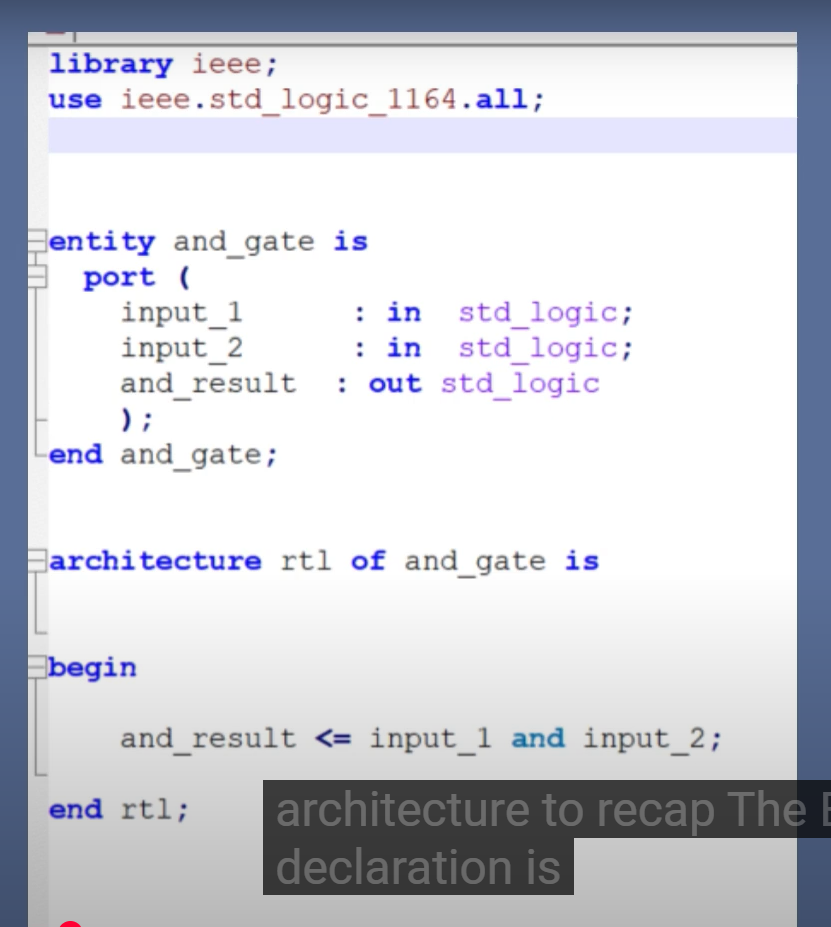 library ieee;
use ieee.std_logic_1164.all;
entity and_gate is
port (
input_1 : in std_logic;
input_2 : in std_logic;
and_result : out std_logic
);
end and_gate;
architecture rtl of and_gate is
begin
and_result <= input_1 and input_2;
end rtl;
architecture to recap The
declaration is